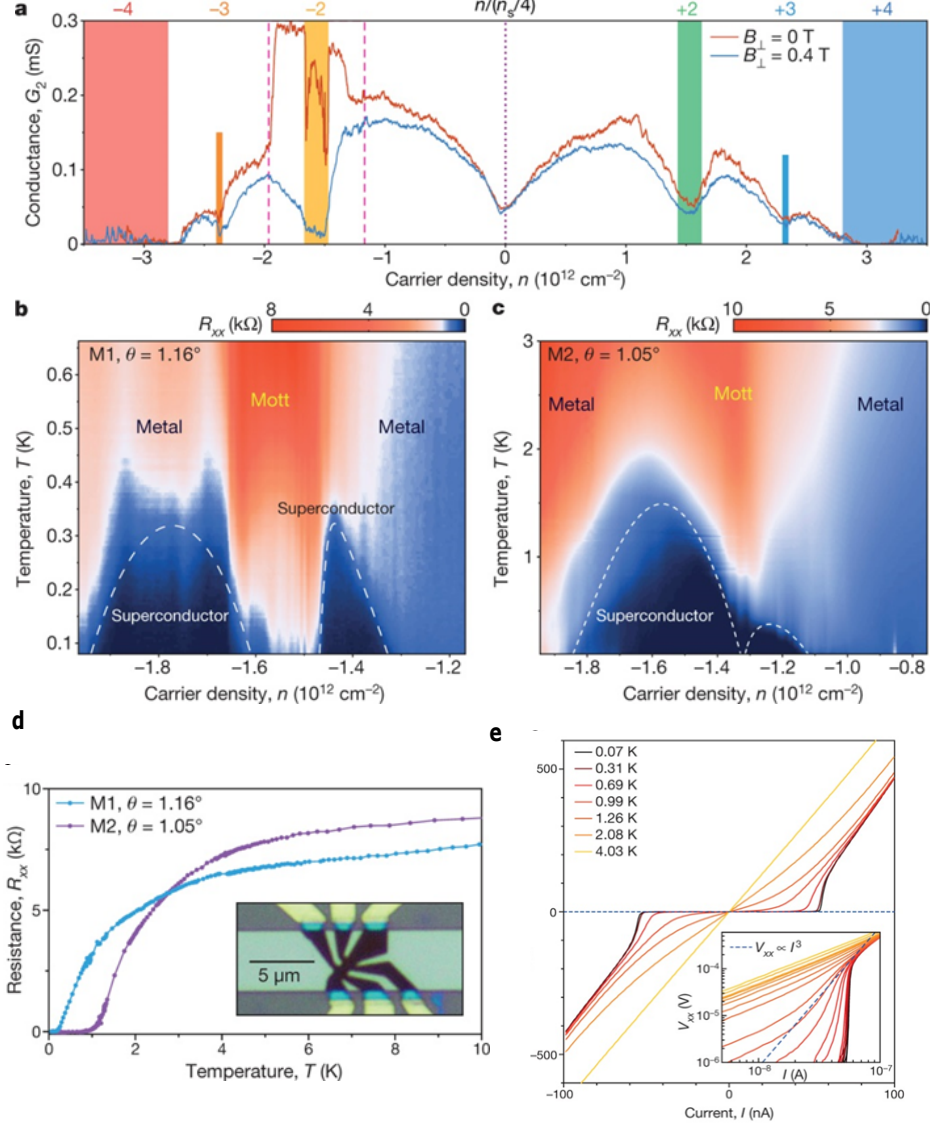 a
−4 −3 −2 n/(nₛ/4) +2 +3 +4
Conductance, G₂ (mS)
0.3
0.2
0.1
0
B⊥ = 0 T
B⊥ = 0.4 T
−3 −2 −1 0 1 2 3
Carrier density, n (10¹² cm⁻²)
b
Rxx (kΩ)
8 4 0
M1, θ = 1.16°
Metal
Mott
Metal
Superconductor
Superconductor
Temperature, T (K)
0.6
0.5
0.4
0.3
0.2
0.1
−1.8 −1.6 −1.4 −1.2
Carrier density, n (10¹² cm⁻²)
c
Rxx (kΩ)
10 5 0
M2, θ = 1.05°
Metal
Mott
Metal
Superconductor
Temperature, T (K)
3
2
1
−1.8 −1.6 −1.4 −1.2 −1.0 −0.8
Carrier density, n (10¹² cm⁻²)
d
M1, θ = 1.16°
M2, θ = 1.05°
Resistance, Rxx (kΩ)
10
5
0
5 µm
0 2 4 6 8 10
Temperature, T (K)
e
0.07 K
0.31 K
0.69 K
0.99 K
1.26 K
2.08 K
4.03 K
500
0
−500
Vxx ∝ I³
Vxx (V)
10⁻⁴
10⁻⁵
10⁻⁶
10⁻⁸ 10⁻⁷
I (A)
−100 0 100
Current, I (nA)